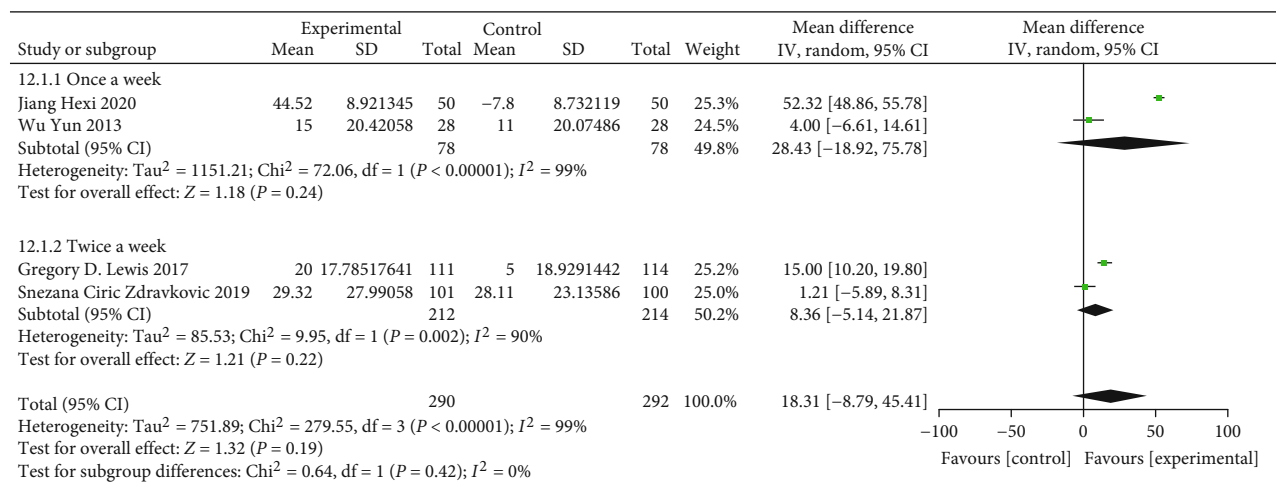 Experimental Control Mean difference Mean difference
Study or subgroup Mean SD Total Mean SD Total Weight IV, random, 95% CI IV, random, 95% CI
12.1.1 Once a week
Jiang Hexi 2020 44.52 8.921345 50 −7.8 8.732119 50 25.3% 52.32 [48.86, 55.78]
Wu Yun 2013 15 20.42058 28 11 20.07486 28 24.5% 4.00 [−6.61, 14.61]
Subtotal (95% CI) 78 78 49.8% 28.43 [−18.92, 75.78]
Heterogeneity: Tau² = 1151.21; Chi² = 72.06, df = 1 (P < 0.00001); I² = 99%
Test for overall effect: Z = 1.18 (P = 0.24)
12.1.2 Twice a week
Gregory D. Lewis 2017 20 17.78517641 111 5 18.9291442 114 25.2% 15.00 [10.20, 19.80]
Snezana Ciric Zdravkovic 2019 29.32 27.99058 101 28.11 23.13586 100 25.0% 1.21 [−5.89, 8.31]
Subtotal (95% CI) 212 214 50.2% 8.36 [−5.14, 21.87]
Heterogeneity: Tau² = 85.53; Chi² = 9.95, df = 1 (P = 0.002); I² = 90%
Test for overall effect: Z = 1.21 (P = 0.22)
Total (95% CI) 290 292 100.0% 18.31 [−8.79, 45.41]
Heterogeneity: Tau² = 751.89; Chi² = 279.55, df = 3 (P < 0.00001); I² = 99%
Test for overall effect: Z = 1.32 (P = 0.19)
Test for subgroup differences: Chi² = 0.64, df = 1 (P = 0.42); I² = 0%
−100 −50 0 50 100
Favours [control] Favours [experimental]